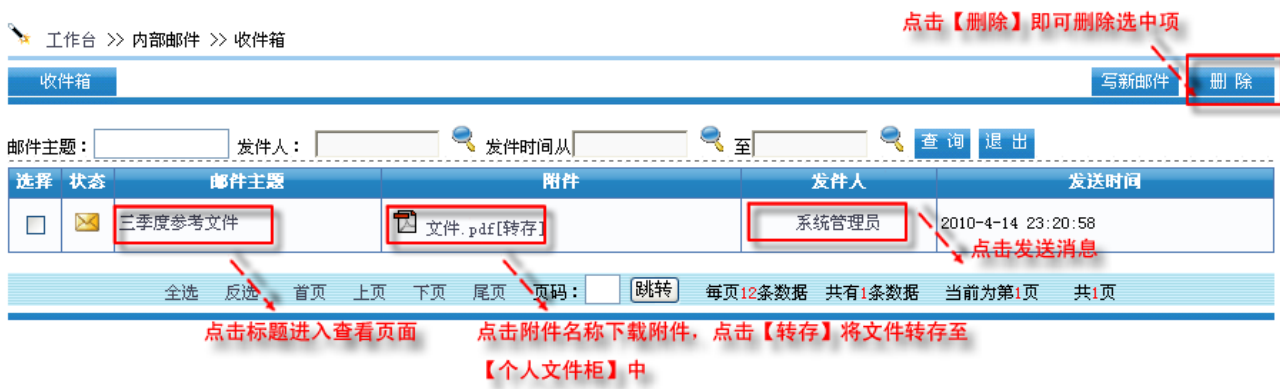 点击【删除】即可删除选中项
工作台 >> 内部邮件 >> 收件箱
收件箱 写新邮件 删 除
邮件主题： 发件人： 发件时间从 至 查 询 退 出
选择 状态 邮件主题 附件 发件人 发送时间
三季度参考文件 文件.pdf[转存] 系统管理员 2010-4-14 23:20:58
点击发送消息
全选 反选 首页 上页 下页 尾页 页码： 跳转 每页12条数据 共有1条数据 当前为第1页 共1页
点击标题进入查看页面 点击附件名称下载附件，点击【转存】将文件转存至
【个人文件柜】中